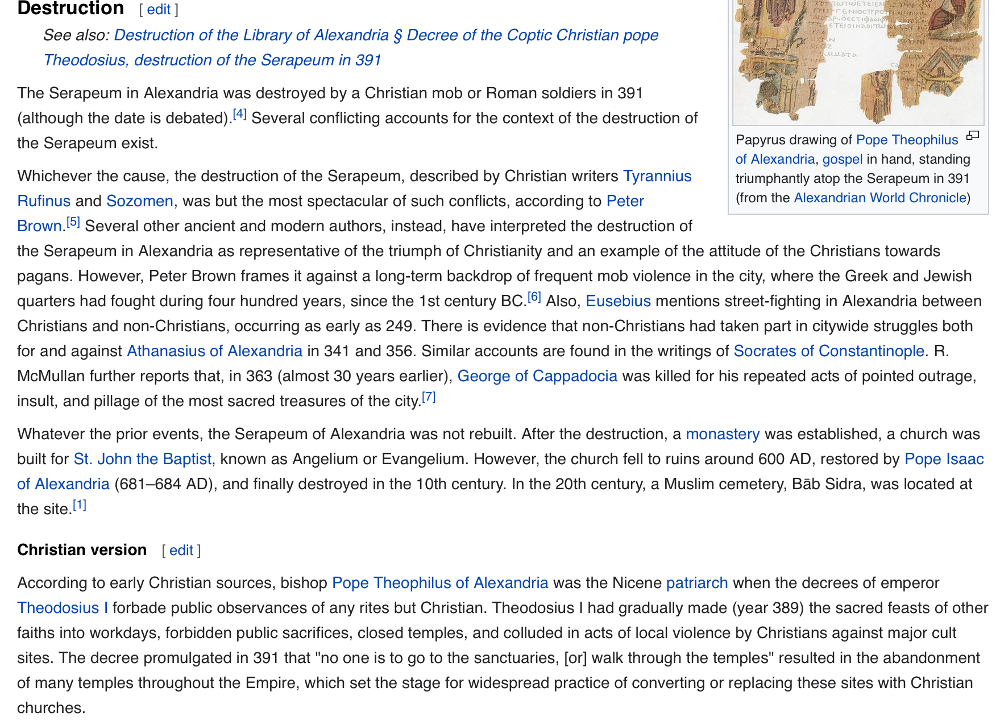 Destruction [ edit ]
See also: Destruction of the Library of Alexandria § Decree of the Coptic Christian pope
Theodosius, destruction of the Serapeum in 391
The Serapeum in Alexandria was destroyed by a Christian mob or Roman soldiers in 391
(although the date is debated).[4] Several conflicting accounts for the context of the destruction of
the Serapeum exist.
Papyrus drawing of Pope Theophilus
of Alexandria, gospel in hand, standing
triumphantly atop the Serapeum in 391
(from the Alexandrian World Chronicle)
Whichever the cause, the destruction of the Serapeum, described by Christian writers Tyrannius
Rufinus and Sozomen, was but the most spectacular of such conflicts, according to Peter
Brown.[5] Several other ancient and modern authors, instead, have interpreted the destruction of
the Serapeum in Alexandria as representative of the triumph of Christianity and an example of the attitude of the Christians towards
pagans. However, Peter Brown frames it against a long-term backdrop of frequent mob violence in the city, where the Greek and Jewish
quarters had fought during four hundred years, since the 1st century BC.[6] Also, Eusebius mentions street-fighting in Alexandria between
Christians and non-Christians, occurring as early as 249. There is evidence that non-Christians had taken part in citywide struggles both
for and against Athanasius of Alexandria in 341 and 356. Similar accounts are found in the writings of Socrates of Constantinople. R.
McMullan further reports that, in 363 (almost 30 years earlier), George of Cappadocia was killed for his repeated acts of pointed outrage,
insult, and pillage of the most sacred treasures of the city.[7]
Whatever the prior events, the Serapeum of Alexandria was not rebuilt. After the destruction, a monastery was established, a church was
built for St. John the Baptist, known as Angelium or Evangelium. However, the church fell to ruins around 600 AD, restored by Pope Isaac
of Alexandria (681–684 AD), and finally destroyed in the 10th century. In the 20th century, a Muslim cemetery, Bāb Sidra, was located at
the site.[1]
Christian version [ edit ]
According to early Christian sources, bishop Pope Theophilus of Alexandria was the Nicene patriarch when the decrees of emperor
Theodosius I forbade public observances of any rites but Christian. Theodosius I had gradually made (year 389) the sacred feasts of other
faiths into workdays, forbidden public sacrifices, closed temples, and colluded in acts of local violence by Christians against major cult
sites. The decree promulgated in 391 that "no one is to go to the sanctuaries, [or] walk through the temples" resulted in the abandonment
of many temples throughout the Empire, which set the stage for widespread practice of converting or replacing these sites with Christian
churches.